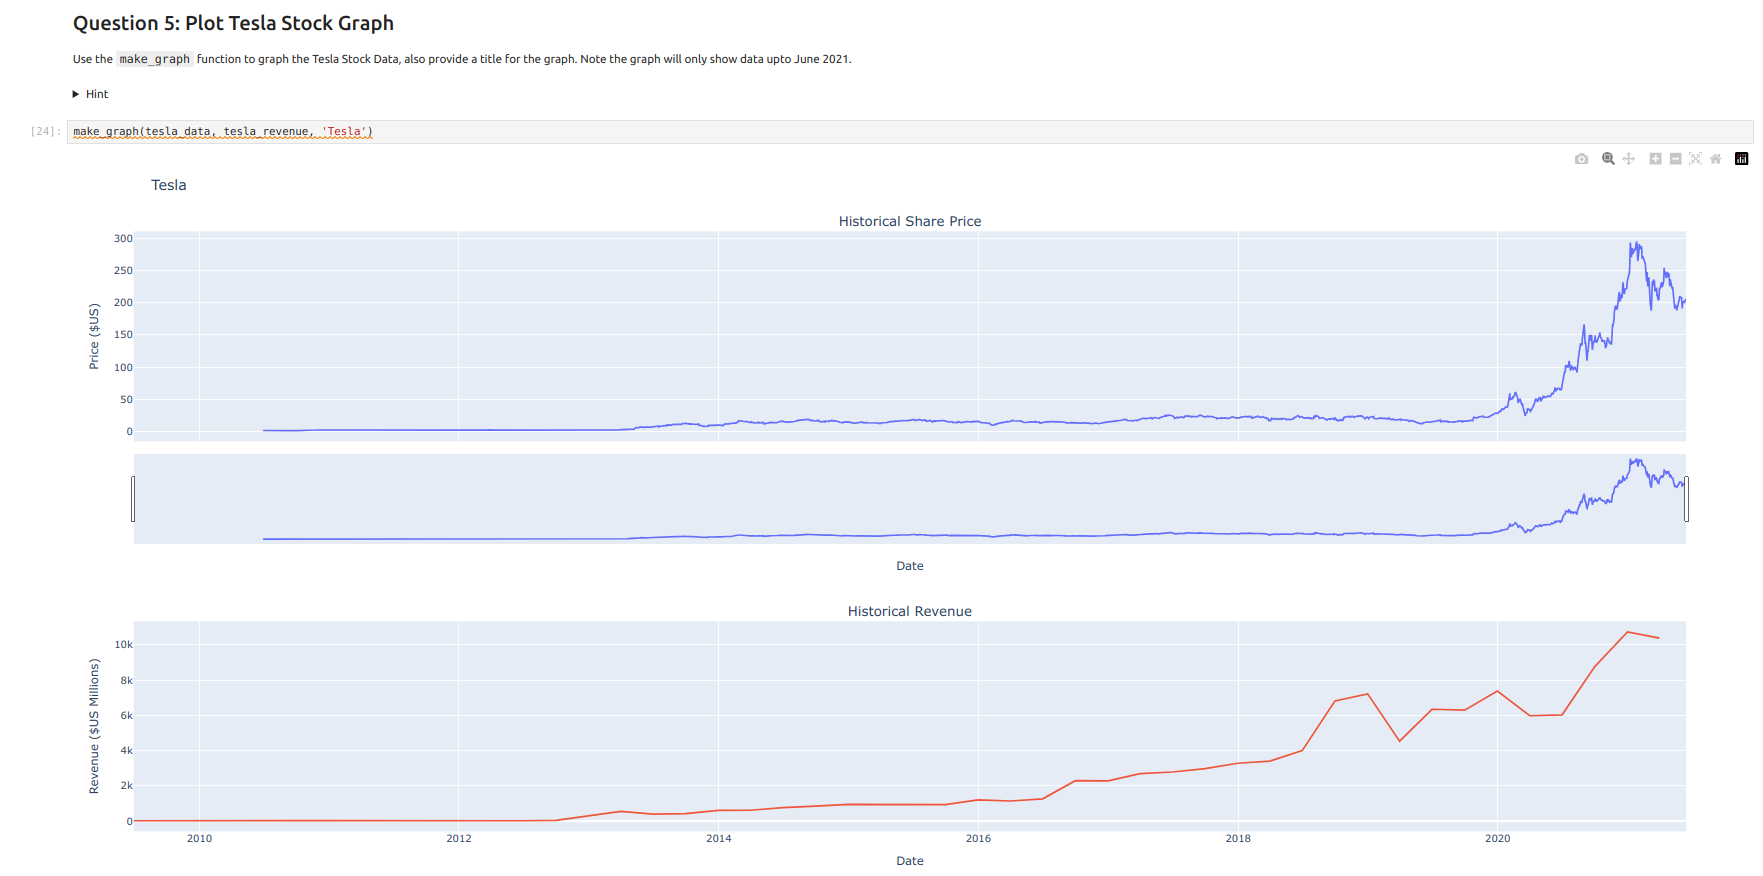 Question 5: Plot Tesla Stock Graph
Use the make_graph function to graph the Tesla Stock Data, also provide a title for the graph. Note the graph will only show data upto June 2021.
Hint
[24]: make_graph(tesla_data, tesla_revenue, 'Tesla')
Tesla
Historical Share Price
300
250
200
150
100
50
0
Price ($US)
Date
Historical Revenue
10k
8k
6k
4k
2k
0
Revenue ($US Millions)
2010 2012 2014 2016 2018 2020
Date